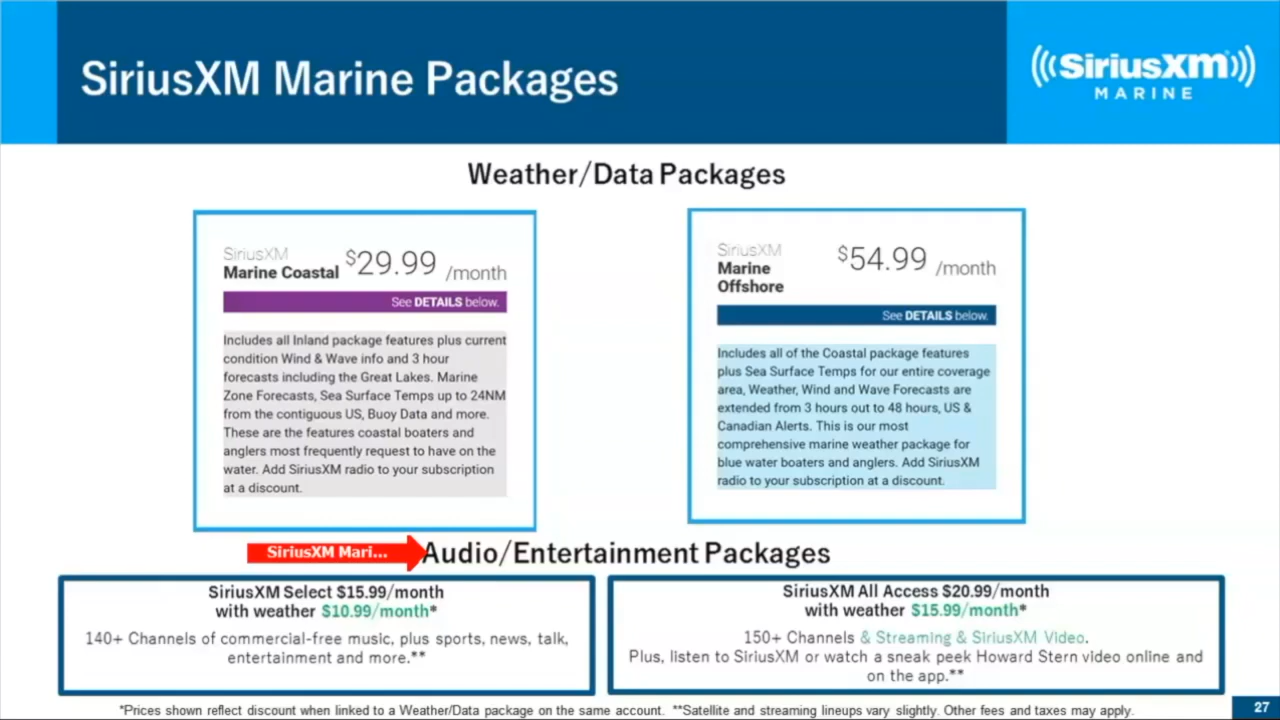 SiriusXM Marine Packages
((SiriusXM))
MARINE
Weather/Data Packages
SiriusXM
Marine Coastal
$29.99 /month
See DETAILS below.
Includes all Inland package features plus current
condition Wind & Wave info and 3 hour
forecasts including the Great Lakes. Marine
Zone Forecasts, Sea Surface Temps up to 24NM
from the contiguous US, Buoy Data and more.
These are the features coastal boaters and
anglers most frequently request to have on the
water. Add SiriusXM radio to your subscription
at a discount.
SiriusXM
Marine
Offshore
$54.99 /month
See DETAILS below.
Includes all of the Coastal package features
plus Sea Surface Temps for our entire coverage
area, Weather, Wind and Wave Forecasts are
extended from 3 hours out to 48 hours, US &
Canadian Alerts. This is our most
comprehensive marine weather package for
blue water boaters and anglers. Add SiriusXM
radio to your subscription at a discount.
SiriusXM Mari...
Audio/Entertainment Packages
SiriusXM Select $15.99/month
with weather $10.99/month*
140+ Channels of commercial-free music, plus sports, news, talk,
entertainment and more.**
SiriusXM All Access $20.99/month
with weather $15.99/month*
150+ Channels & Streaming & SiriusXM Video.
Plus, listen to SiriusXM or watch a sneak peek Howard Stern video online and
on the app.**
*Prices shown reflect discount when linked to a Weather/Data package on the same account. **Satellite and streaming lineups vary slightly. Other fees and taxes may apply.
27